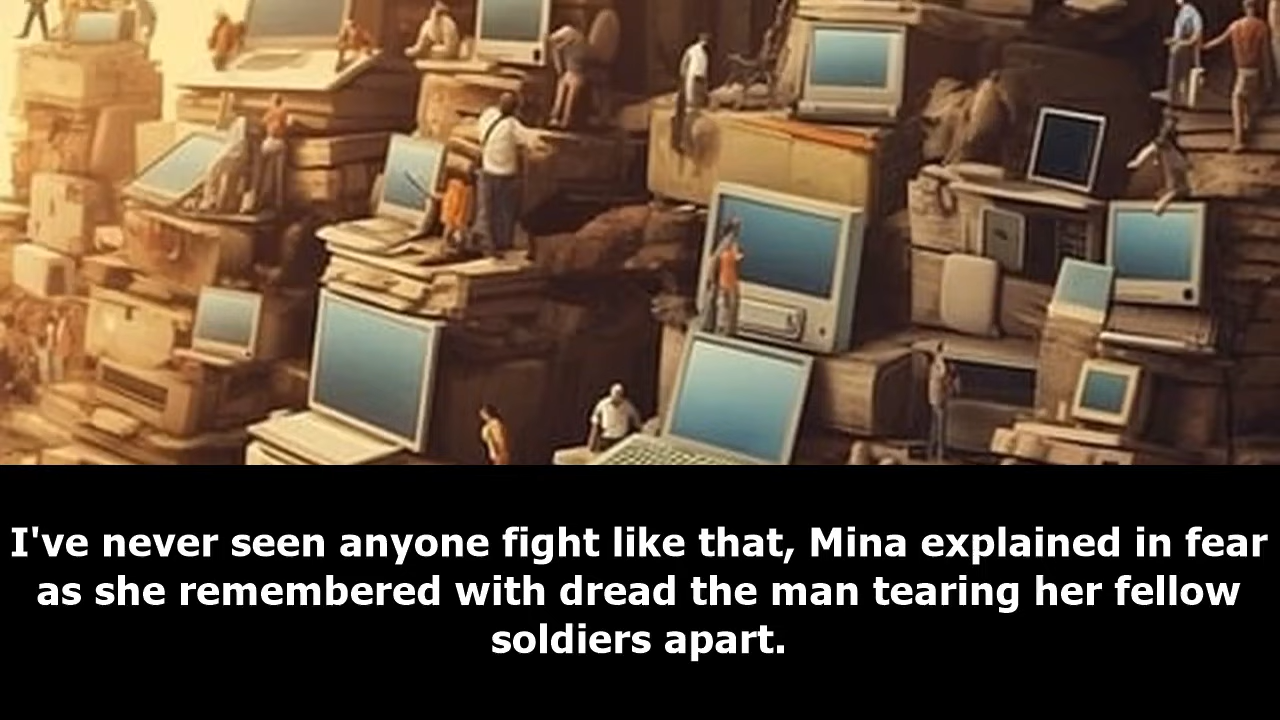 I've never seen anyone fight like that, Mina explained in fear
as she remembered with dread the man tearing her fellow
soldiers apart.